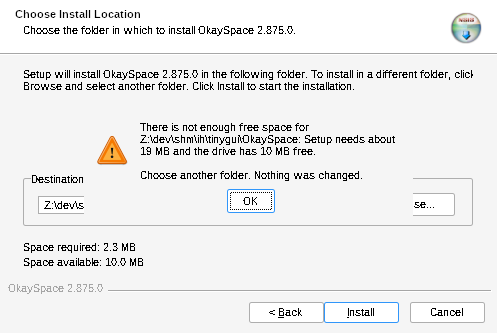 Choose Install Location
Choose the folder in which to install OkaySpace 2.875.0.
Setup will install OkaySpace 2.875.0 in the following folder. To install in a different folder, click
Browse and select another folder. Click Install to start the installation.
There is not enough free space for
Z:\dev\shm\ih\tinygui\OkaySpace: Setup needs about
19 MB and the drive has 10 MB free.
Choose another folder. Nothing was changed.
OK
Destination
Z:\dev\s
se...
Space required: 2.3 MB
Space available: 10.0 MB
OkaySpace 2.875.0
< Back
Install
Cancel